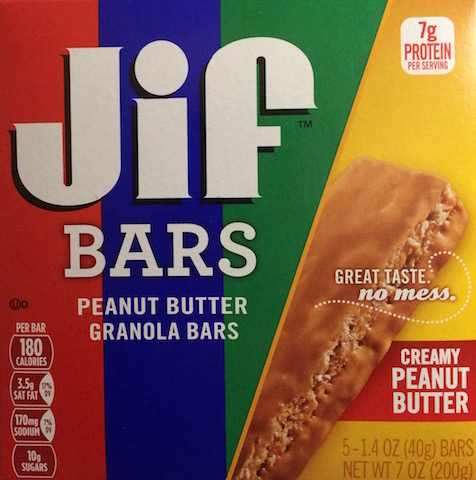 7g
PROTEIN
PER SERVING
Jif
TM
BARS
PEANUT BUTTER
GRANOLA BARS
GREAT TASTE.
no mess.
UD
PER BAR
180
CALORIES
3.5g
SAT FAT
17%
DV
170mg
SODIUM
7%
DV
10g
SUGARS
CREAMY
PEANUT
BUTTER
5-1.4 OZ (40g) BARS
NET WT 7 OZ (200g)